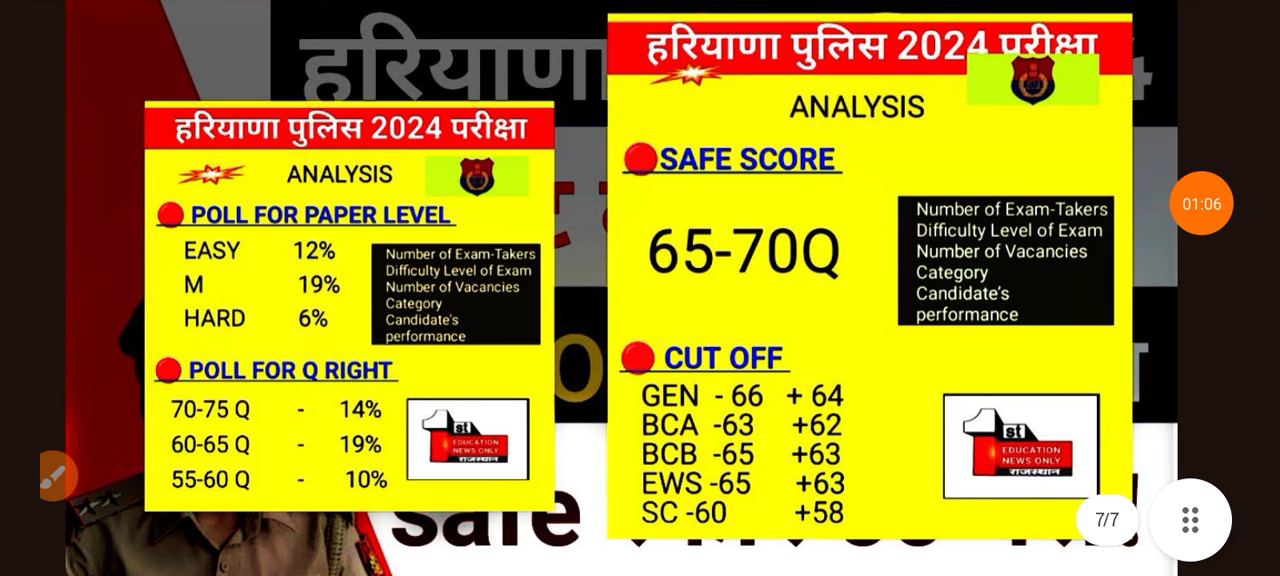 हरियाणा
हरियाणा पुलिस 2024 परीक्षा
ANALYSIS
POLL FOR PAPER LEVEL
EASY 12%
M 19%
HARD 6%
Number of Exam-Takers
Difficulty Level of Exam
Number of Vacancies
Category
Candidate's
performance
POLL FOR Q RIGHT
70-75 Q - 14%
60-65 Q - 19%
55-60 Q - 10%
1st
EDUCATION
NEWS ONLY
राजस्थान
हरियाणा पुलिस 2024 परीक्षा
ANALYSIS
SAFE SCORE
65-70Q
Number of Exam-Takers
Difficulty Level of Exam
Number of Vacancies
Category
Candidate's
performance
CUT OFF
GEN - 66 + 64
BCA -63 +62
BCB -65 +63
EWS -65 +63
SC -60 +58
1st
EDUCATION
NEWS ONLY
राजस्थान
safe
01:06
7/7